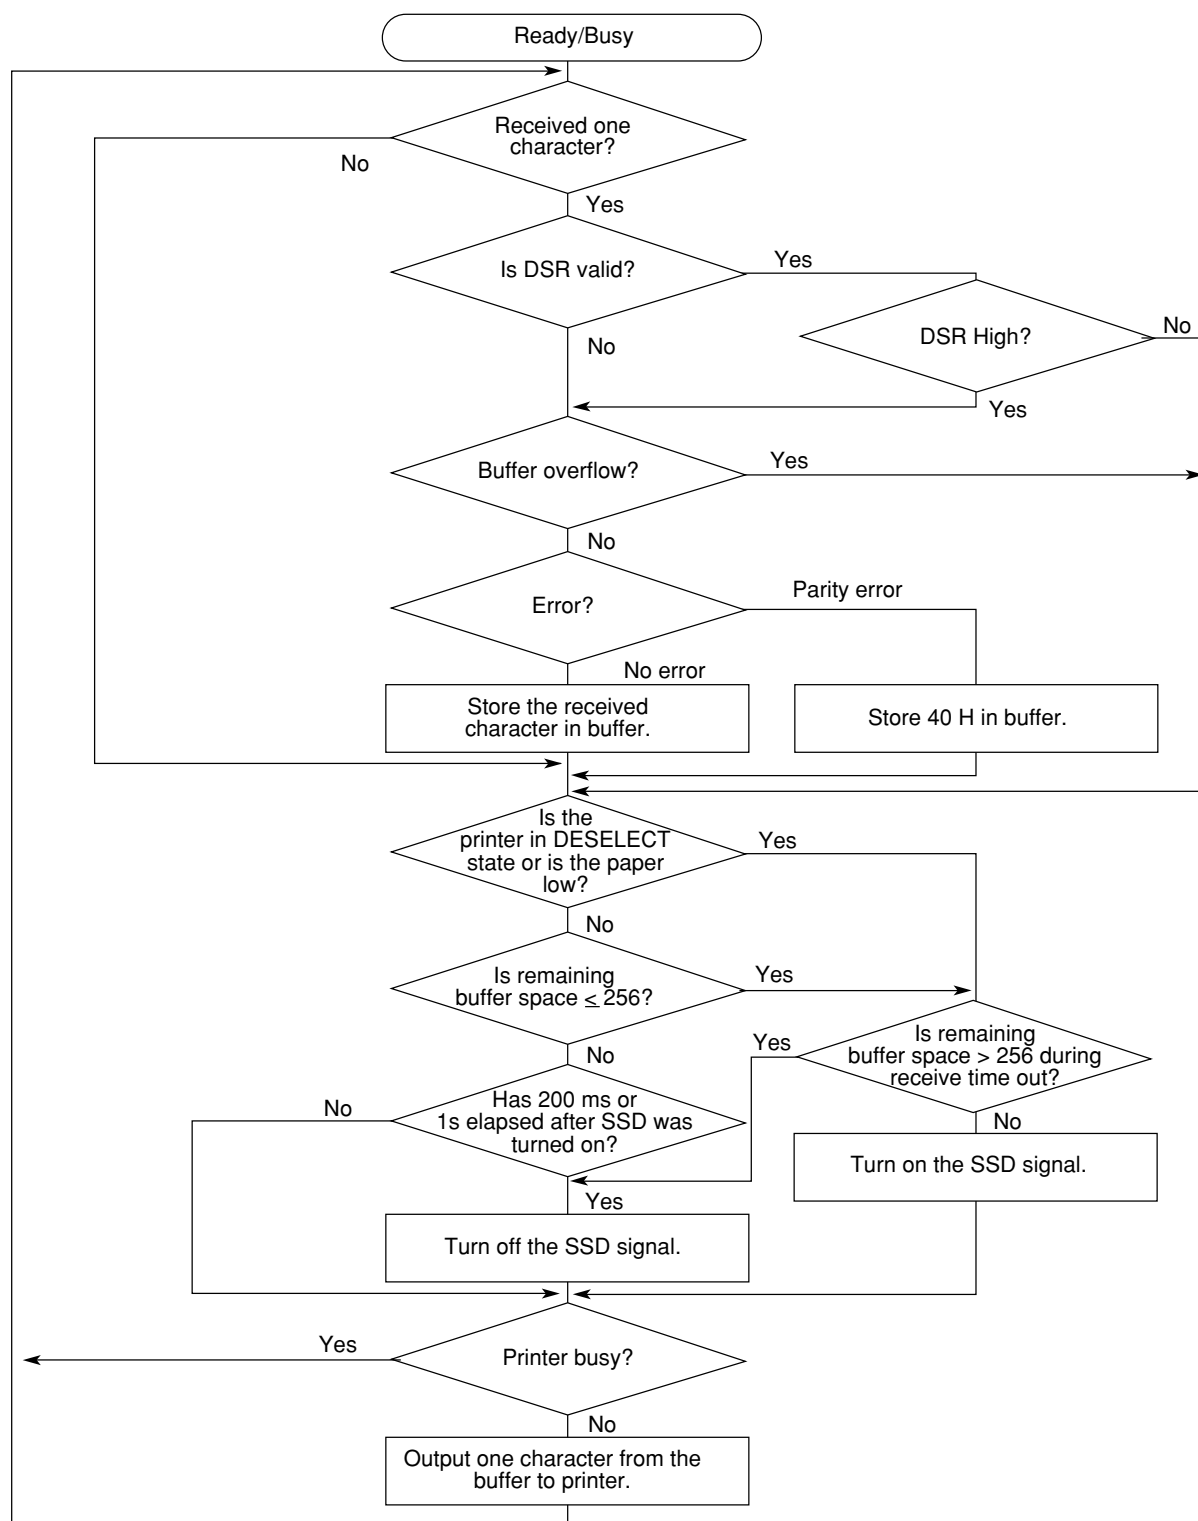 Ready/Busy
Received one
character?
No
Yes
Is DSR valid?
Yes
DSR High?
No
No
Yes
Buffer overflow?
Yes
No
Error?
Parity error
No error
Store the received
character in buffer.
Store 40 H in buffer.
Is the
printer in DESELECT
state or is the paper
low?
Yes
No
Is remaining
buffer space ≤ 256?
Yes
Is remaining
buffer space > 256 during
receive time out?
Yes
No
No
Has 200 ms or
1s elapsed after SSD was
turned on?
No
Turn on the SSD signal.
Yes
Turn off the SSD signal.
Printer busy?
Yes
No
Output one character from the
buffer to printer.